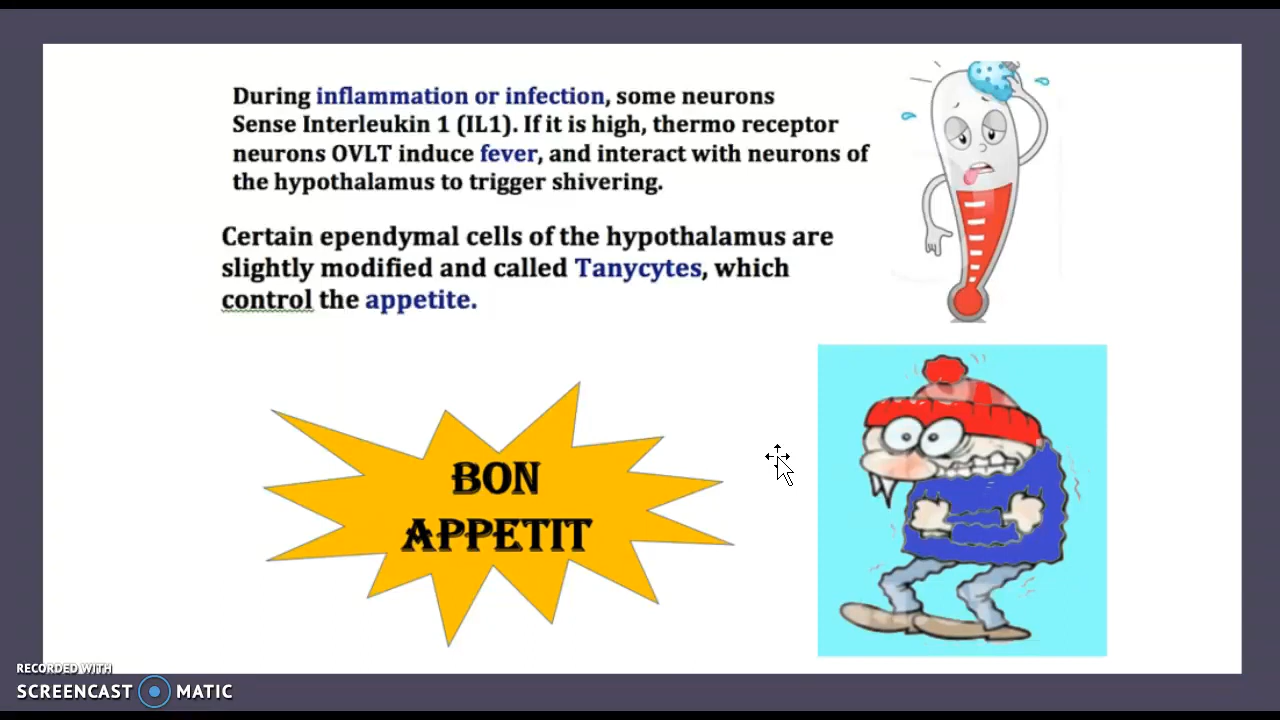 During inflammation or infection, some neurons
Sense Interleukin 1 (IL1). If it is high, thermo receptor
neurons OVLT induce fever, and interact with neurons of
the hypothalamus to trigger shivering.
Certain ependymal cells of the hypothalamus are
slightly modified and called Tanycytes, which
control the appetite.
BON
APPETIT
RECORDED WITH
SCREENCAST MATIC